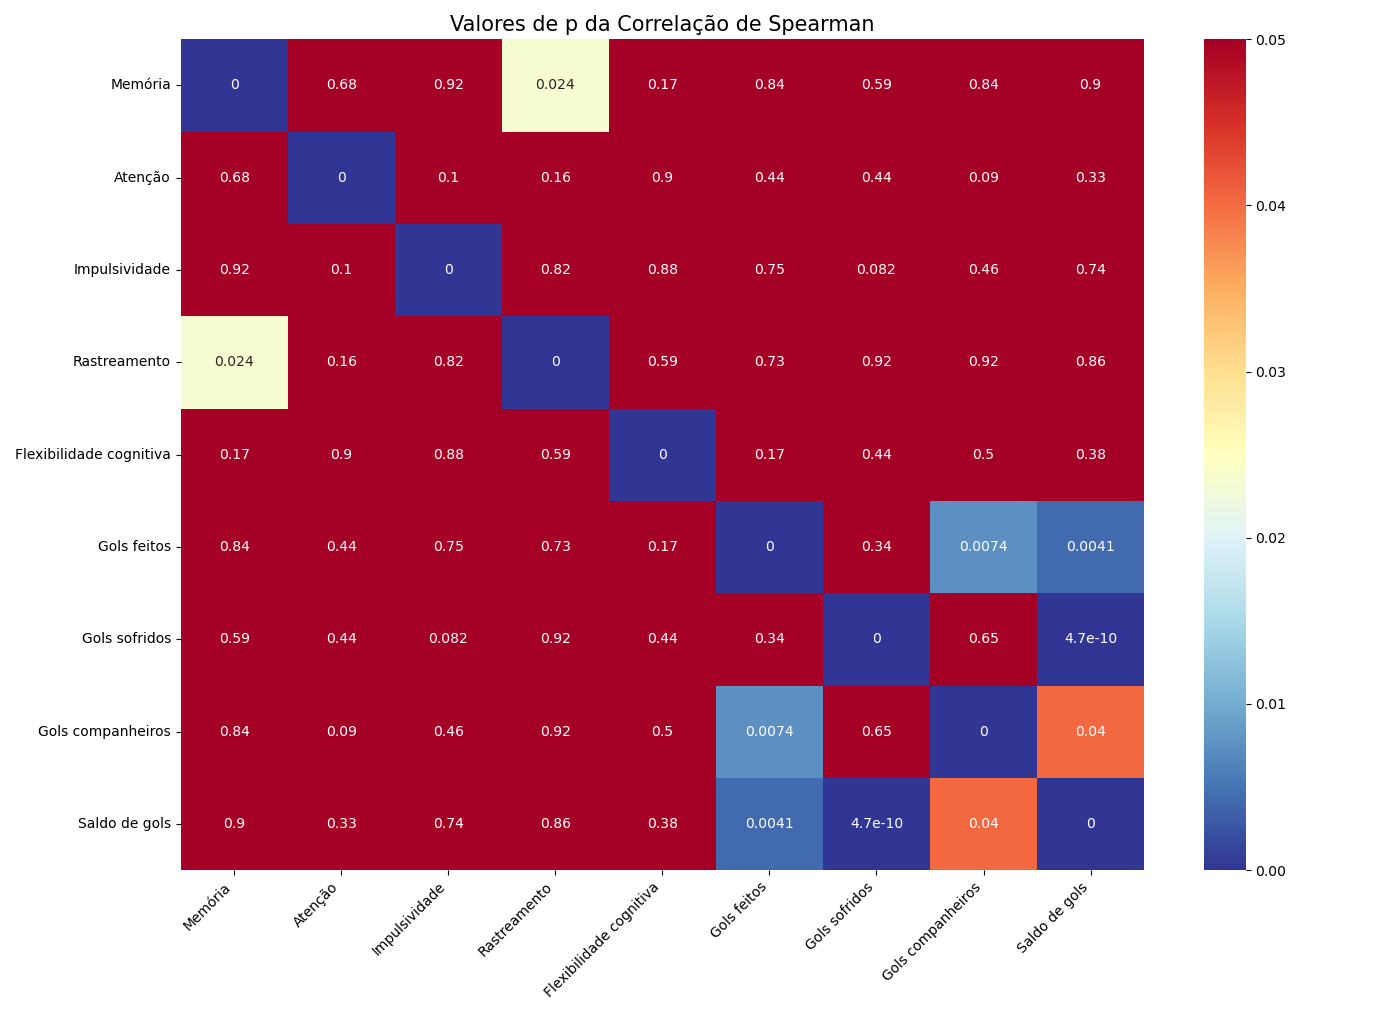 Valores de p da Correlação de Spearman
Memória 0 0.68 0.92 0.024 0.17 0.84 0.59 0.84 0.9
Atenção 0.68 0 0.1 0.16 0.9 0.44 0.44 0.09 0.33
Impulsividade 0.92 0.1 0 0.82 0.88 0.75 0.082 0.46 0.74
Rastreamento 0.024 0.16 0.82 0 0.59 0.73 0.92 0.92 0.86
Flexibilidade cognitiva 0.17 0.9 0.88 0.59 0 0.17 0.44 0.5 0.38
Gols feitos 0.84 0.44 0.75 0.73 0.17 0 0.34 0.0074 0.0041
Gols sofridos 0.59 0.44 0.082 0.92 0.44 0.34 0 0.65 4.7e-10
Gols companheiros 0.84 0.09 0.46 0.92 0.5 0.0074 0.65 0 0.04
Saldo de gols 0.9 0.33 0.74 0.86 0.38 0.0041 4.7e-10 0.04 0
Memória
Atenção
Impulsividade
Rastreamento
Flexibilidade cognitiva
Gols feitos
Gols sofridos
Gols companheiros
Saldo de gols
0.05
0.04
0.03
0.02
0.01
0.00